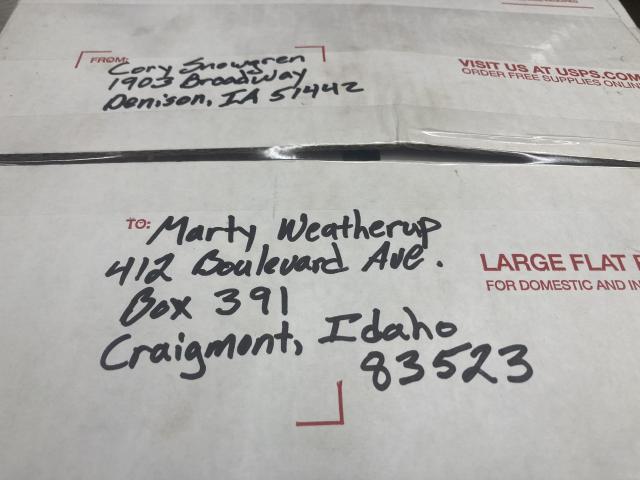 FROM:
Cory Snowgren
1903 Broadway
Denison, IA 51442
VISIT US AT USPS.COM
ORDER FREE SUPPLIES ONLINE
TO:
Marty Weatherup
412 Boulevard Ave.
Box 391
Craigmont, Idaho
83523
LARGE FLAT
FOR DOMESTIC AND IN